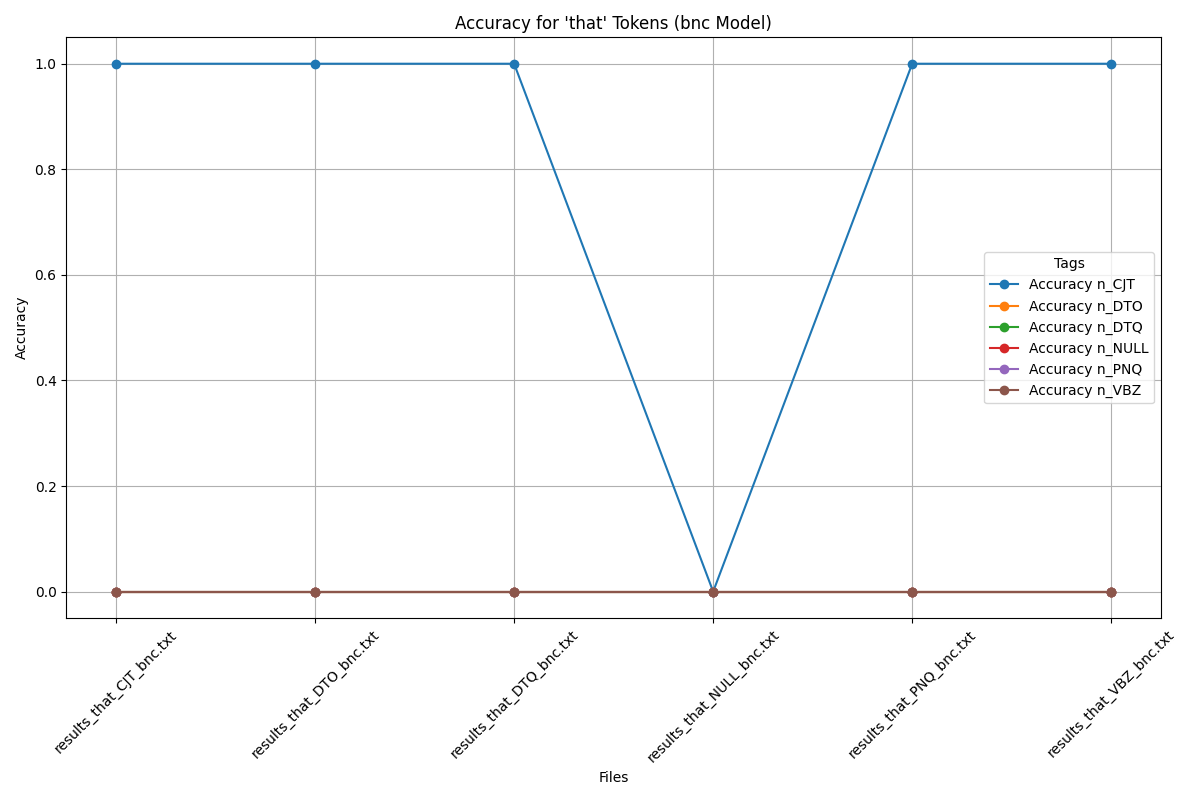 Accuracy for 'that' Tokens (bnc Model)
1.0
0.8
0.6
0.4
0.2
0.0
Accuracy
Tags
Accuracy n_CJT
Accuracy n_DTO
Accuracy n_DTQ
Accuracy n_NULL
Accuracy n_PNQ
Accuracy n_VBZ
results_that_CJT_bnc.txt
results_that_DTO_bnc.txt
results_that_DTQ_bnc.txt
results_that_NULL_bnc.txt
results_that_PNQ_bnc.txt
results_that_VBZ_bnc.txt
Files